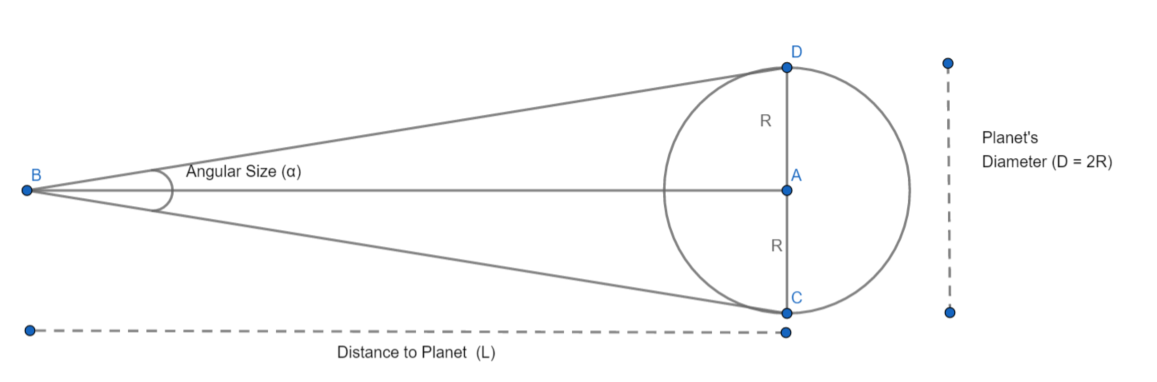 D
R
Planet's
Diameter (D = 2R)
B
Angular Size (α)
A
R
C
Distance to Planet  (L)